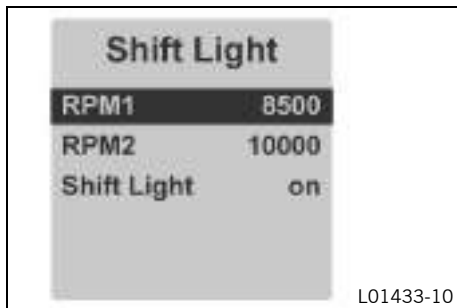 Shift Light
RPM1 8500
RPM2 10000
Shift Light on
L01433-10